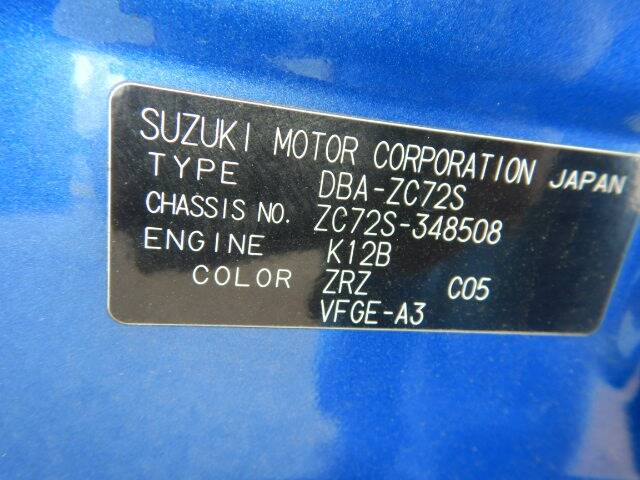 SUZUKI MOTOR CORPORATION JAPAN
TYPE DBA-ZC72S
CHASSIS NO. ZC72S-348508
ENGINE K12B
COLOR ZRZ C05
VFGE-A3